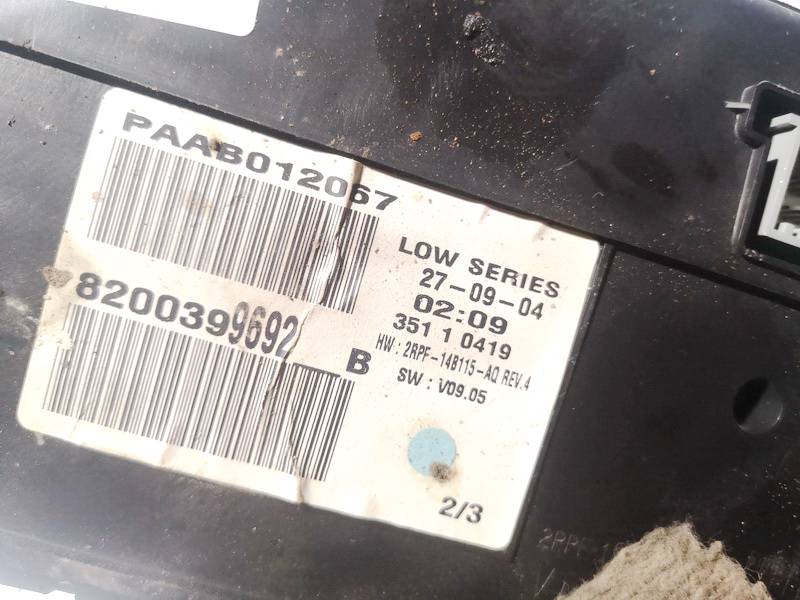 PAAB012067
8200399692__B
LOW SERIES
27-09-04
02:09
351 1 0419
HW : 2RPF-14B115-AQ REV.4
SW : V09.05
2/3